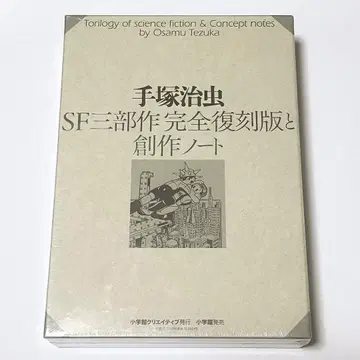 Torilogy of science fiction & Concept notes
by Osamu Tezuka
手塚治虫
SF三部作 完全復刻版と
創作ノート
小学館クリエイティブ発行 小学館発売